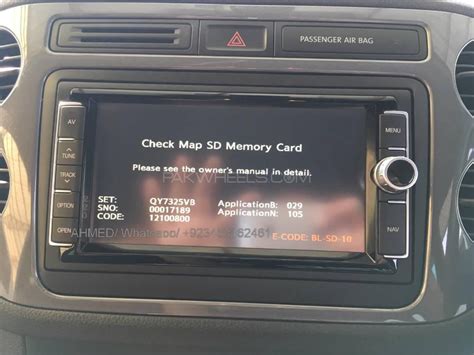 PASSENGER AIR BAG
AV
MENU
TUNE
TRACK
OPTION
OPEN
NAV
Check Map SD Memory Card
Please see the owner's manual in detail.
PAKWHEELS.COM
SET: QY7325VB ApplicationB: 029
SNO: 00017189 ApplicationN: 105
CODE: 12100800
E-CODE: BL-SD-10
AHMED/ Whatsoo/